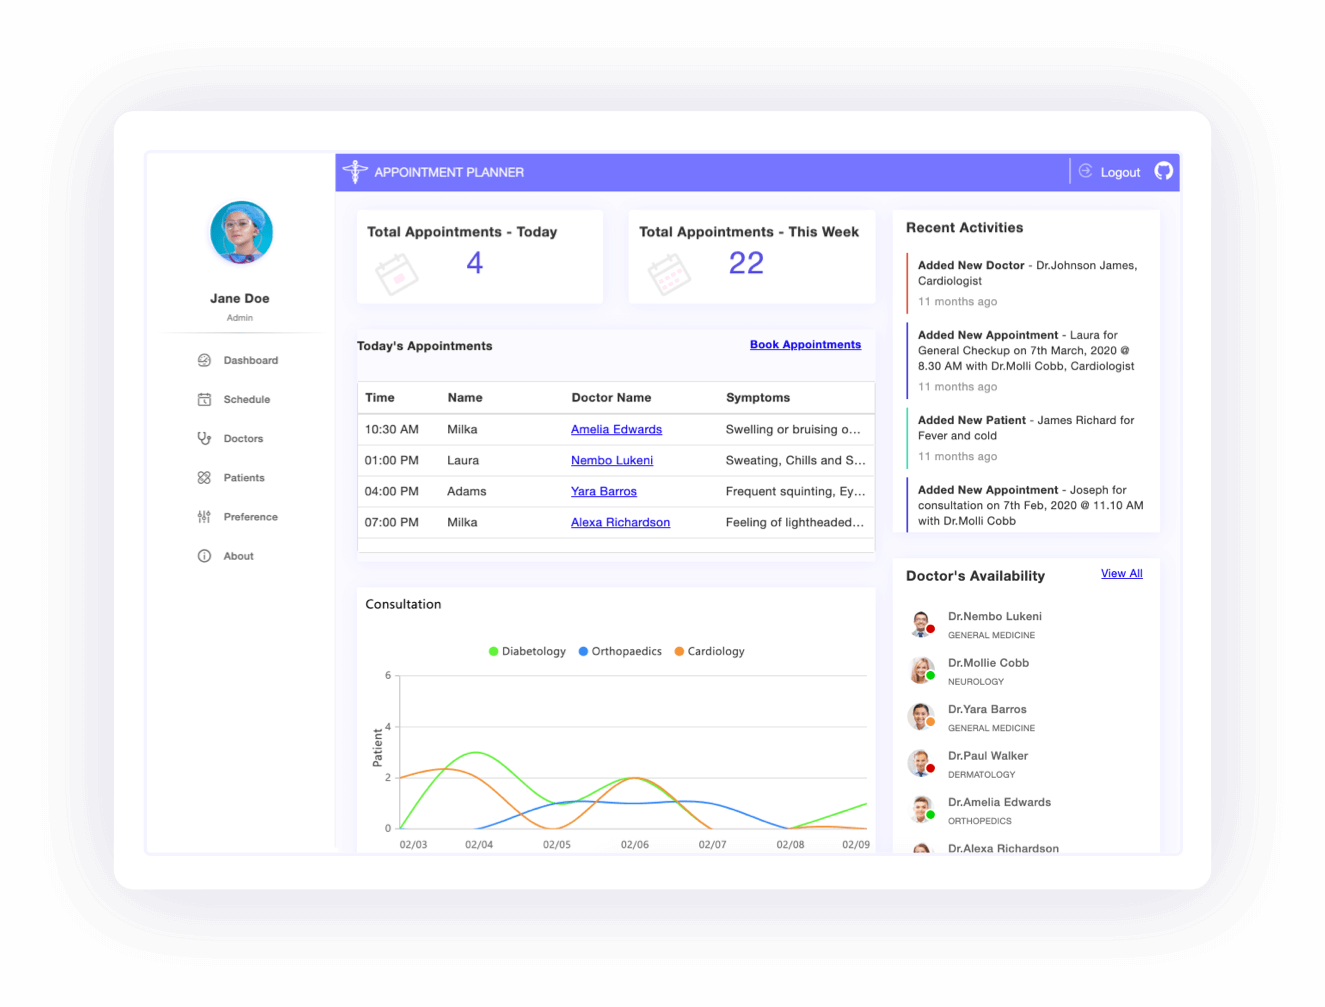 APPOINTMENT PLANNER
Logout
Jane Doe
Admin
Dashboard
Schedule
Doctors
Patients
Preference
About
Total Appointments - Today
4
Total Appointments - This Week
22
Today's Appointments
Book Appointments
Time Name Doctor Name Symptoms
10:30 AM Milka Amelia Edwards Swelling or bruising o...
01:00 PM Laura Nembo Lukeni Sweating, Chills and S...
04:00 PM Adams Yara Barros Frequent squinting, Ey...
07:00 PM Milka Alexa Richardson Feeling of lightheaded...
Consultation
Diabetology Orthopaedics Cardiology
Patient
6
4
2
0
02/03 02/04 02/05 02/06 02/07 02/08 02/09
Recent Activities
Added New Doctor - Dr.Johnson James,
Cardiologist
11 months ago
Added New Appointment - Laura for
General Checkup on 7th March, 2020 @
8.30 AM with Dr.Molli Cobb, Cardiologist
11 months ago
Added New Patient - James Richard for
Fever and cold
11 months ago
Added New Appointment - Joseph for
consultation on 7th Feb, 2020 @ 11.10 AM
with Dr.Molli Cobb
Doctor's Availability
View All
Dr.Nembo Lukeni
GENERAL MEDICINE
Dr.Mollie Cobb
NEUROLOGY
Dr.Yara Barros
GENERAL MEDICINE
Dr.Paul Walker
DERMATOLOGY
Dr.Amelia Edwards
ORTHOPEDICS
Dr.Alexa Richardson